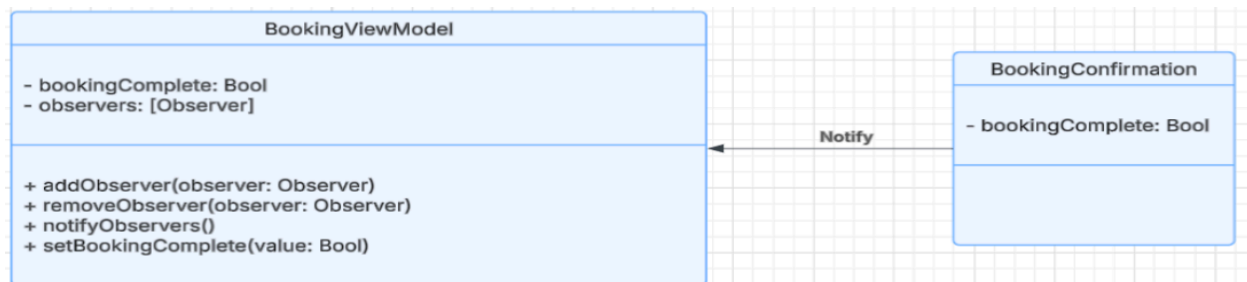 BookingViewModel
- bookingComplete: Bool
- observers: [Observer]
+ addObserver(observer: Observer)
+ removeObserver(observer: Observer)
+ notifyObservers()
+ setBookingComplete(value: Bool)
Notify
BookingConfirmation
- bookingComplete: Bool